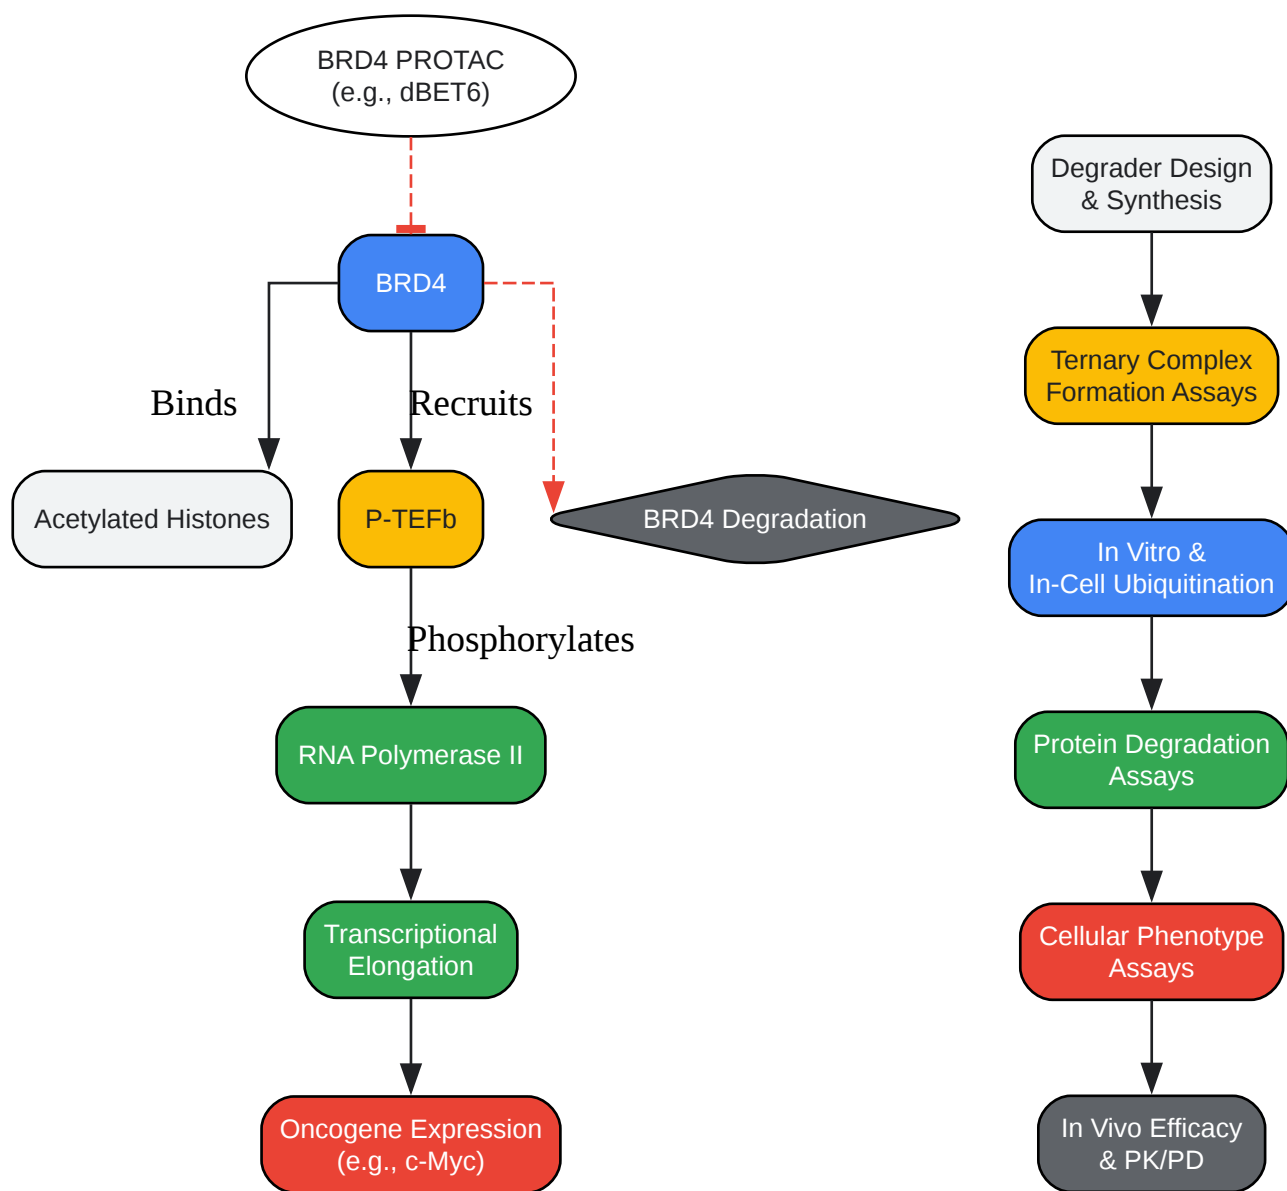 BRD4 PROTAC
(e.g., dBET6)
BRD4
Binds
Recruits
Acetylated Histones
P-TEFb
BRD4 Degradation
Phosphorylates
RNA Polymerase II
Transcriptional
Elongation
Oncogene Expression
(e.g., c-Myc)
Degrader Design
& Synthesis
Ternary Complex
Formation Assays
In Vitro &
In-Cell Ubiquitination
Protein Degradation
Assays
Cellular Phenotype
Assays
In Vivo Efficacy
& PK/PD